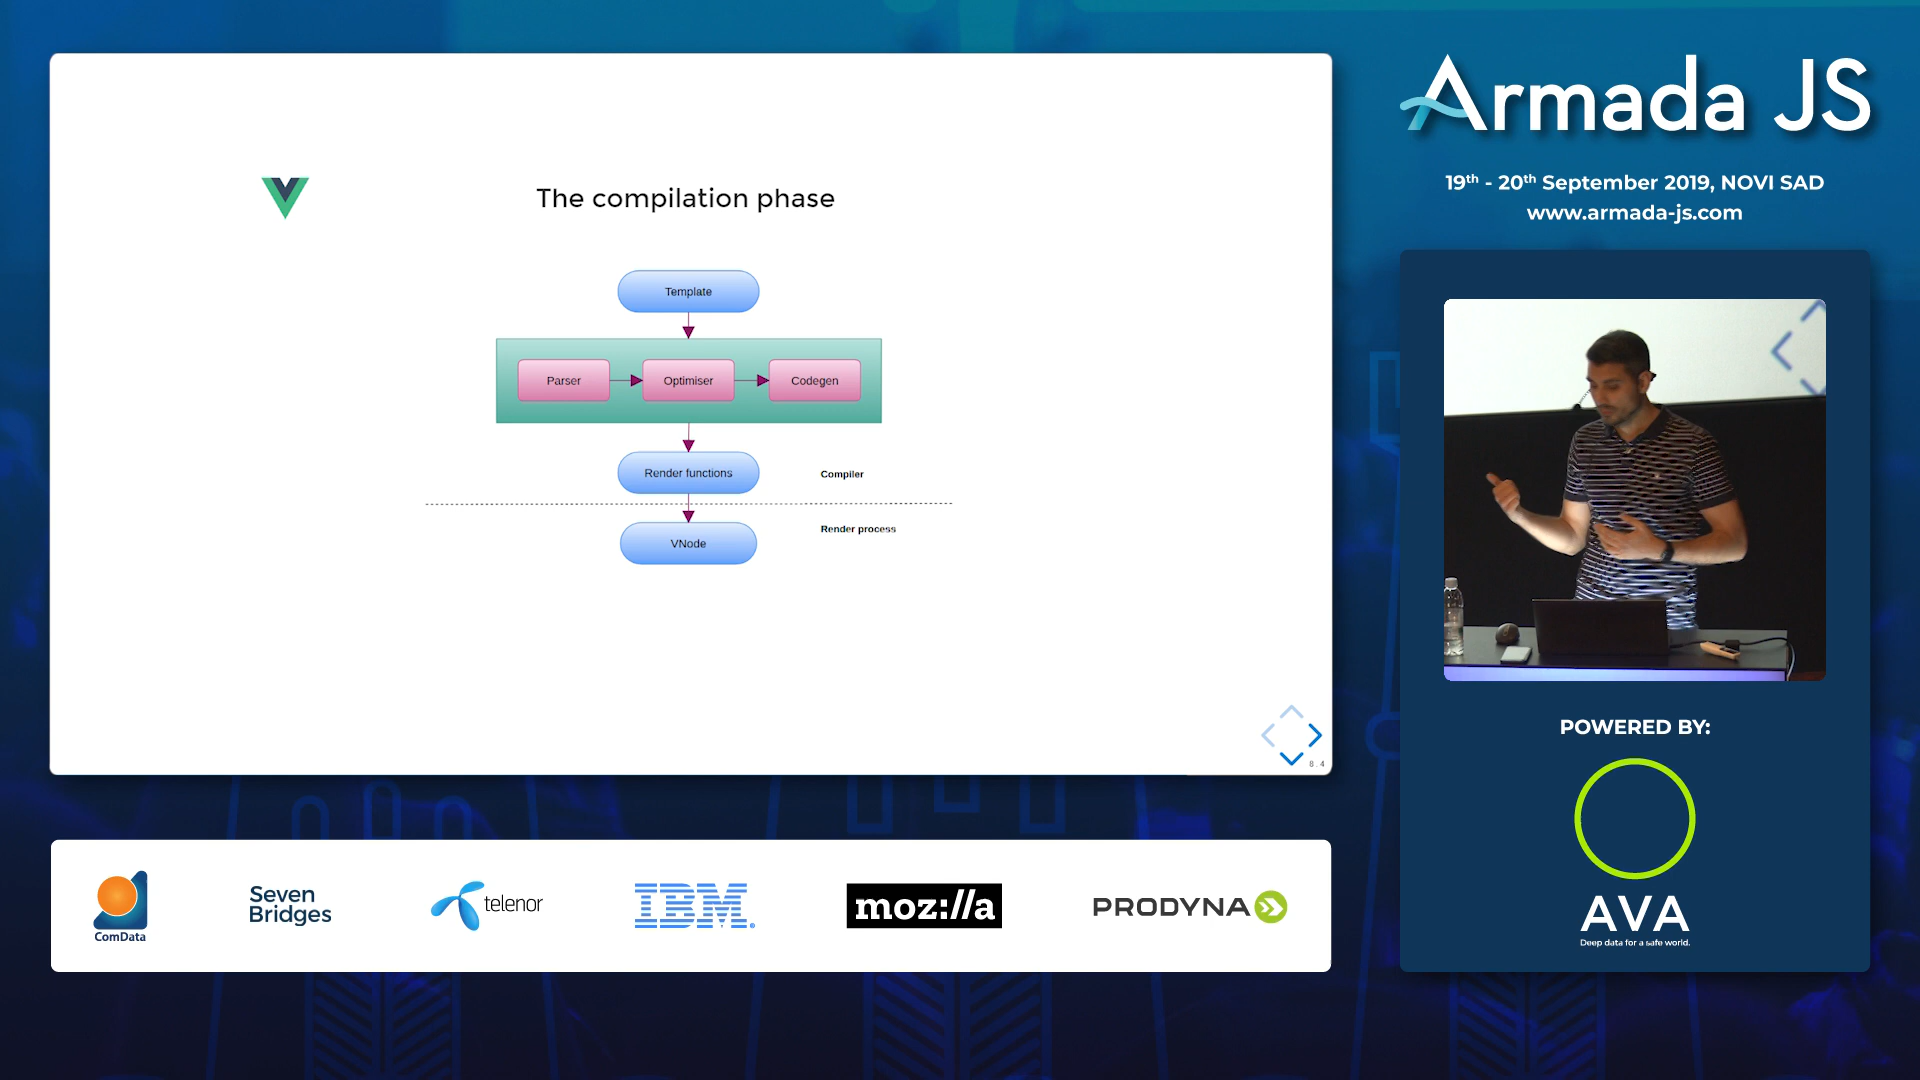 The compilation phase
Template
Parser
Optimiser
Codegen
Render functions
Compiler
Render process
VNode
8.4
Armada JS
19th - 20th September 2019, NOVI SAD
www.armada-js.com
POWERED BY:
AVA
Deep data for a safe world.
ComData
Seven
Bridges
telenor
IBM®
moz://a
PRODYNA